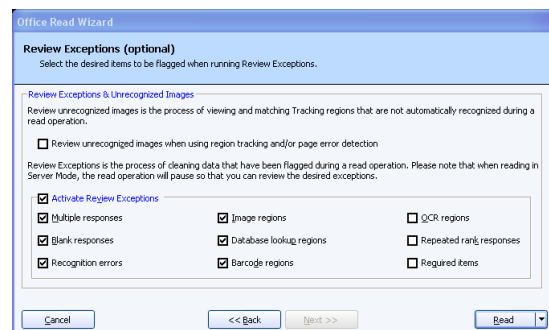 Office Read Wizard
Review Exceptions (optional)
Select the desired items to be flagged when running Review Exceptions.
Review Exceptions & Unrecognized Images
Review unrecognized images is the process of viewing and matching Tracking regions that are not automatically recognized during a
read operation.
Review unrecognized images when using region tracking and/or page error detection
Review Exceptions is the process of cleaning data that have been flagged during a read operation. Please note that when reading in
Server Mode, the read operation will pause so that you can review the desired exceptions.
Activate Review Exceptions
Multiple responses Image regions OCR regions
Blank responses Database lookup regions Repeated rank responses
Recognition errors Barcode regions Required items
Cancel << Back Next >> Read